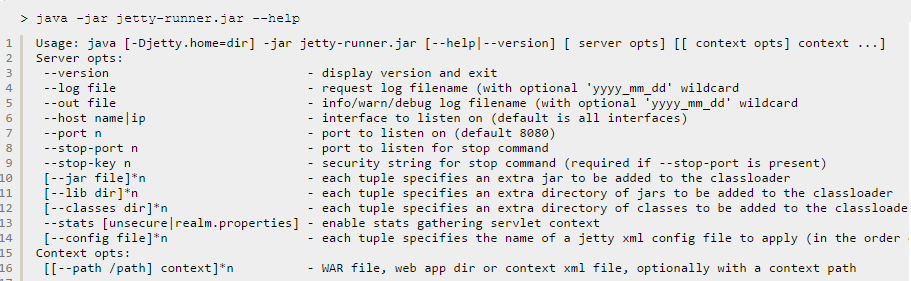 > java -jar jetty-runner.jar --help
1 Usage: java [-Djetty.home=dir] -jar jetty-runner.jar [--help|--version] [ server opts] [[ context opts] context ...]
2 Server opts:
3 --version - display version and exit
4 --log file - request log filename (with optional 'yyyy_mm_dd' wildcard
5 --out file - info/warn/debug log filename (with optional 'yyyy_mm_dd' wildcard
6 --host name|ip - interface to listen on (default is all interfaces)
7 --port n - port to listen on (default 8080)
8 --stop-port n - port to listen for stop command
9 --stop-key n - security string for stop command (required if --stop-port is present)
10 [--jar file]*n - each tuple specifies an extra jar to be added to the classloader
11 [--lib dir]*n - each tuple specifies an extra directory of jars to be added to the classloader
12 [--classes dir]*n - each tuple specifies an extra directory of classes to be added to the classloade
13 --stats [unsecure|realm.properties] - enable stats gathering servlet context
14 [--config file]*n - each tuple specifies the name of a jetty xml config file to apply (in the order
15 Context opts:
16 [[--path /path] context]*n - WAR file, web app dir or context xml file, optionally with a context path